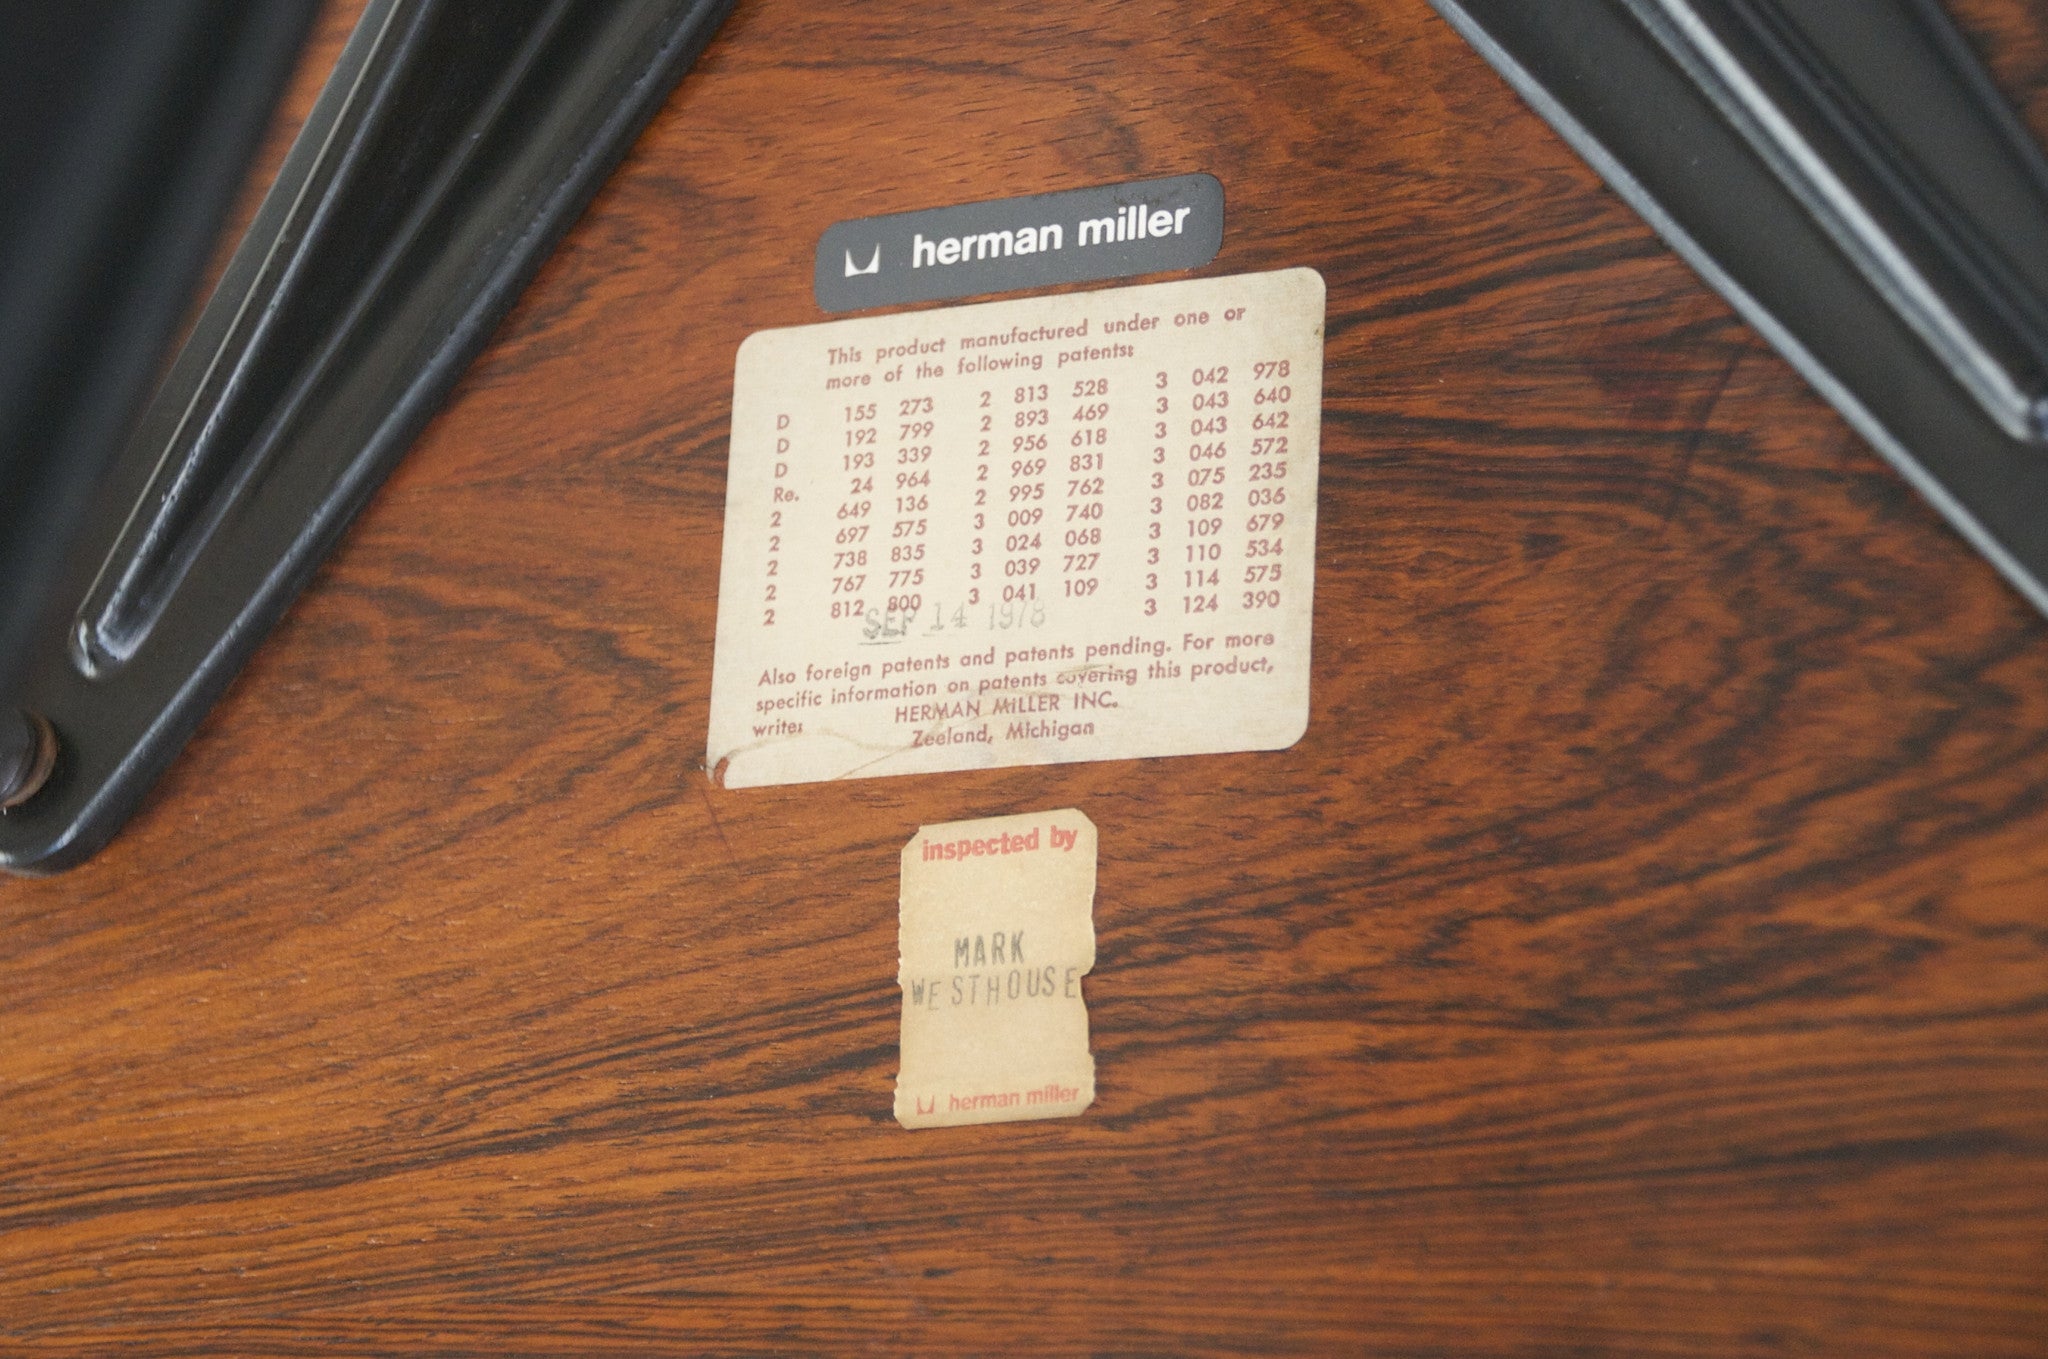 herman miller
This product manufactured under one or
more of the following patents:
D 155 273 2 813 528 3 042 978
D 192 799 2 893 469 3 043 640
D 193 339 2 956 618 3 043 642
Re. 24 964 2 969 831 3 046 572
2 649 136 2 995 762 3 075 235
2 697 575 3 009 740 3 082 036
2 738 835 3 024 068 3 109 679
2 767 775 3 039 727 3 110 534
2 812 800 3 041 109 3 114 575
3 124 390
SEP 14 1978
Also foreign patents and patents pending. For more
specific information on patents covering this product,
write:
HERMAN MILLER INC.
Zeeland, Michigan
inspected by
MARK
WESTHOUSE
herman miller